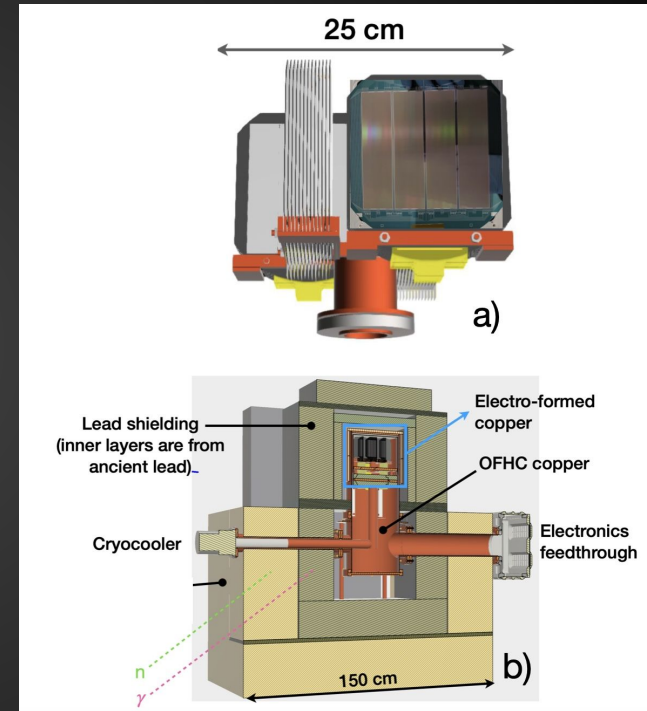 25 cm
a)
Lead shielding
(inner layers are from
ancient lead)
Electro-formed
copper
OFHC copper
Cryocooler
Electronics
feedthrough
n
γ
150 cm
b)